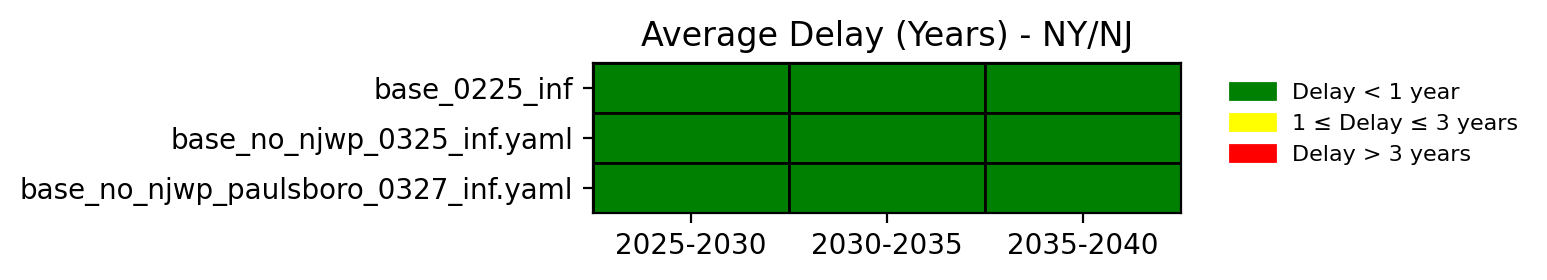 Average Delay (Years) - NY/NJ
base_0225_inf
base_no_njwp_0325_inf.yaml
base_no_njwp_paulsboro_0327_inf.yaml
2025-2030 2030-2035 2035-2040
Delay < 1 year
1 ≤ Delay ≤ 3 years
Delay > 3 years